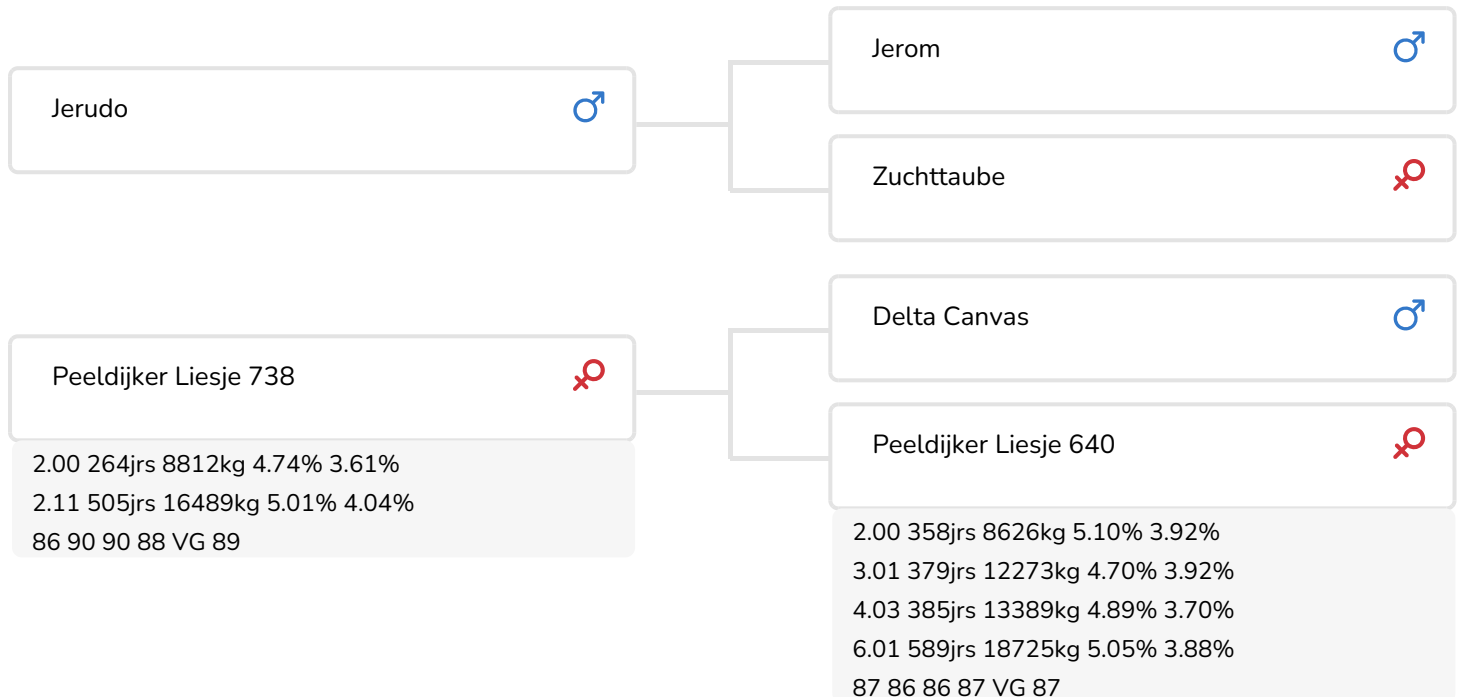 Jerudo
Jerom
Zuchttaube
Peeldijker Liesje 738
2.00 264jrs 8812kg 4.74% 3.61%
2.11 505jrs 16489kg 5.01% 4.04%
86 90 90 88 VG 89
Delta Canvas
Peeldijker Liesje 640
2.00 358jrs 8626kg 5.10% 3.92%
3.01 379jrs 12273kg 4.70% 3.92%
4.03 385jrs 13389kg 4.89% 3.70%
6.01 589jrs 18725kg 5.05% 3.88%
87 86 86 87 VG 87